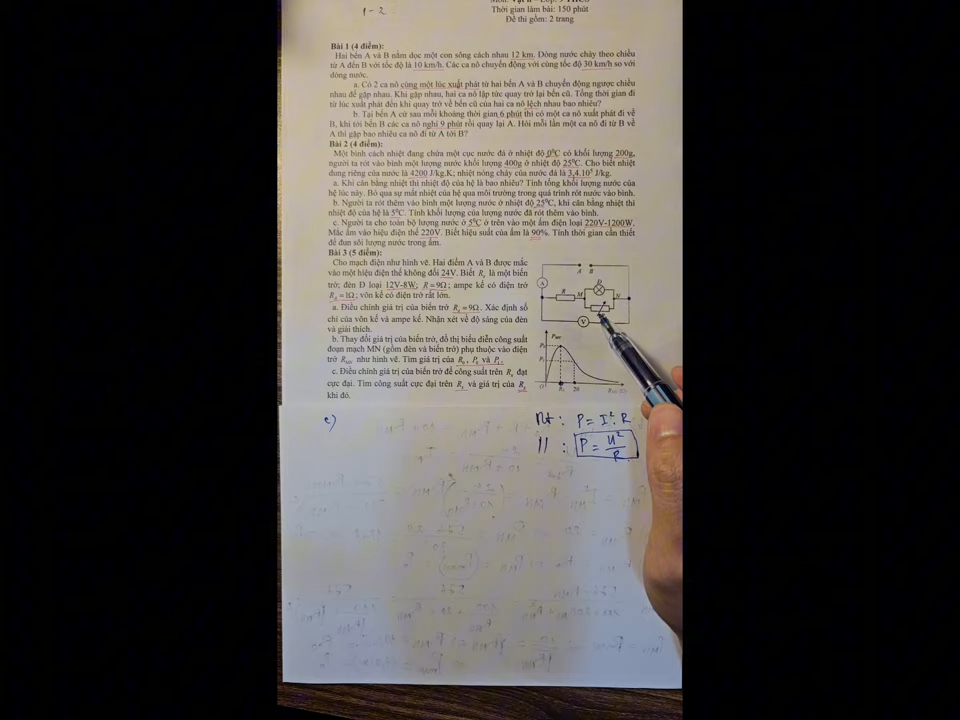 1-2
Thời gian làm bài: 150 phút
Đề thi gồm: 2 trang
Bài 1 (4 điểm):
Hai bến A và B nằm dọc một con sông cách nhau 12 km. Dòng nước chảy theo chiều
từ A đến B với tốc độ là 10 km/h. Các ca nô chuyển động với cùng tốc độ 30 km/h so với
dòng nước.
a. Có 2 ca nô cùng một lúc xuất phát từ hai bến A và B chuyển động ngược chiều
nhau để gặp nhau. Khi gặp nhau, hai ca nô lập tức quay trở lại bến cũ. Tổng thời gian đi
từ lúc xuất phát đến khi quay trở về bến cũ của hai ca nô lệch nhau bao nhiêu?
b. Tại bến A cứ sau mỗi khoảng thời gian 6 phút thì có một ca nô xuất phát đi về
B, khi tới bến B các ca nô nghỉ 9 phút rồi quay lại A. Hỏi mỗi lần một ca nô đi từ B về
A thì gặp bao nhiêu ca nô đi từ A tới B?
Bài 2 (4 điểm):
Một bình cách nhiệt đang chứa một cục nước đá ở nhiệt độ 0⁰C có khối lượng 200g,
người ta rót vào bình một lượng nước khối lượng 400g ở nhiệt độ 25⁰C. Cho biết nhiệt
dung riêng của nước là 4200 J/kg.K; nhiệt nóng chảy của nước đá là 3,4.10⁵ J/kg.
a. Khi cân bằng nhiệt thì nhiệt độ của hệ là bao nhiêu? Tính tổng khối lượng nước của
hệ lúc này. Bỏ qua sự mất nhiệt của hệ qua môi trường trong quá trình rót nước vào bình.
b. Người ta rót thêm vào bình một lượng nước ở nhiệt độ 25⁰C, khi cân bằng nhiệt thì
nhiệt độ của hệ là 5⁰C. Tính khối lượng của lượng nước đã rót thêm vào bình.
c. Người ta cho toàn bộ lượng nước ở 5⁰C ở trên vào một ấm điện loại 220V-1200W.
Mắc ấm vào hiệu điện thế 220V. Biết hiệu suất của ấm là 90%. Tính thời gian cần thiết
để đun sôi lượng nước trong ấm.
Bài 3 (5 điểm):
Cho mạch điện như hình vẽ. Hai điểm A và B được mắc
vào một hiệu điện thế không đổi 24V. Biết Rₓ là một biến
trở; đèn Đ loại 12V-8W; R=9Ω; ampe kế có điện trở
=1Ω; vôn kế có điện trở rất lớn.
a. Điều chỉnh giá trị của biến trở Rₓ=9Ω. Xác định số
chỉ của vôn kế và ampe kế. Nhận xét về độ sáng của đèn
và giải thích.
b. Thay đổi giá trị của biến trở, đồ thị biểu diễn công suất
đoạn mạch MN (gồm đèn và biến trở) phụ thuộc vào điện
trở như hình vẽ. Tìm giá trị của R₀, và P₁.
c. Điều chỉnh giá trị của biến trở để công suất trên Rₓ đạt
cực đại. Tìm công suất cực đại trên Rₓ và giá trị của Rₓ
khi đó.
A B
A
R M N
V
O R₀ 20
c)
nt: P = I². R
//: P = U²/R